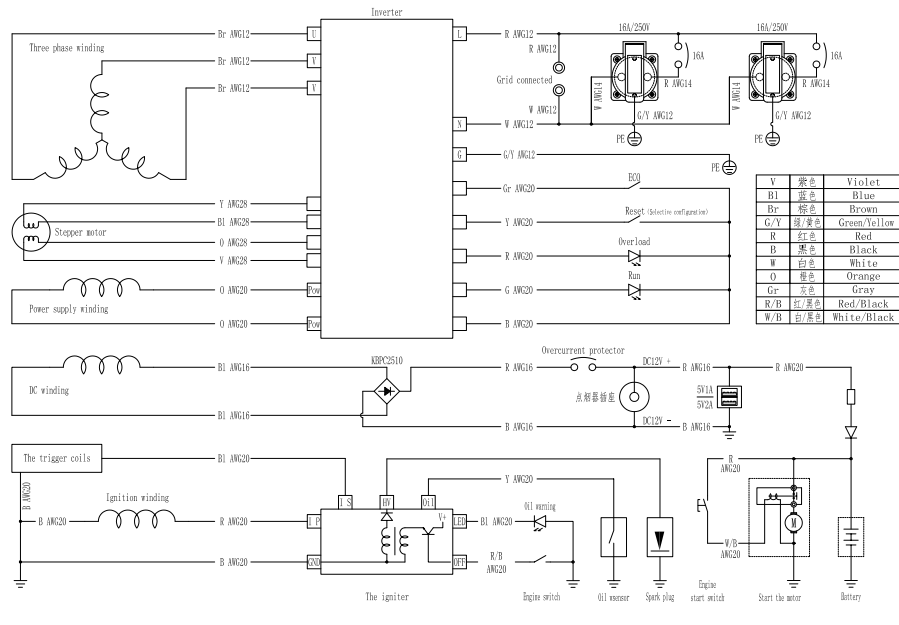 Inverter
Three phase winding
Br AWG12
U
Br AWG12
V
Br AWG12
V
L
R AWG12
R AWG12
Grid connected
W AWG12
N
W AWG12
W AWG14
16A/250V
16A
R AWG14
G/Y AWG12
PE
W AWG14
16A/250V
16A
R AWG14
G/Y AWG12
PE
G
G/Y AWG12
PE
Gr AWG20
ECO
Y AWG20
Reset (Selective configuration)
R AWG20
Overload
G AWG20
Run
B AWG20
Stepper motor
Y AWG28
Bl AWG28
O AWG28
V AWG28
Power supply winding
O AWG20
Pow
O AWG20
Pow
V 紫色 Violet
Bl 蓝色 Blue
Br 棕色 Brown
G/Y 绿/黄色 Green/Yellow
R 红色 Red
B 黑色 Black
W 白色 White
O 橙色 Orange
Gr 灰色 Gray
R/B 红/黑色 Red/Black
W/B 白/黑色 White/Black
DC winding
Bl AWG16
Bl AWG16
KBPC2510
R AWG16
Overcurrent protector
DC12V +
点烟器插座
DC12V -
R AWG16
5V1A
5V2A
R AWG20
B AWG16
B AWG16
The trigger coils
Bl AWG20
B AWG20
Ignition winding
B AWG20
R AWG20
B AWG20
I S
HV
Oil
I P
GND
V+
LED
OFF
The igniter
Y AWG20
Bl AWG20
Oil warning
R/B
AWG20
Engine switch
Oil wsensor
Spark plug
R
AWG20
W/B
AWG20
Engine
start switch
M
Start the motor
Battery